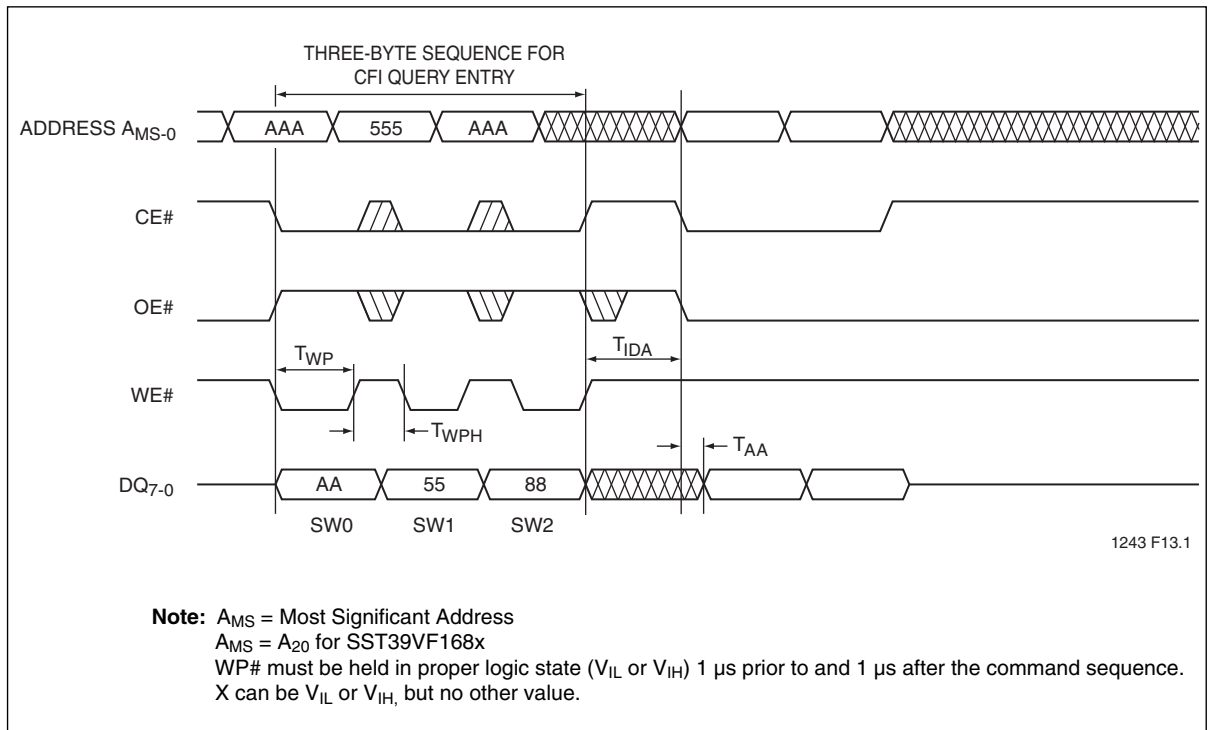 THREE-BYTE SEQUENCE FOR
CFI QUERY ENTRY
ADDRESS AMS-0
AAA 555 AAA
CE#
OE#
TIDA
TWP
WE#
TWPH
TAA
DQ7-0
AA 55 88
SW0 SW1 SW2
1243 F13.1
Note: AMS = Most Significant Address
AMS = A20 for SST39VF168x
WP# must be held in proper logic state (VIL or VIH) 1 µs prior to and 1 µs after the command sequence.
X can be VIL or VIH, but no other value.